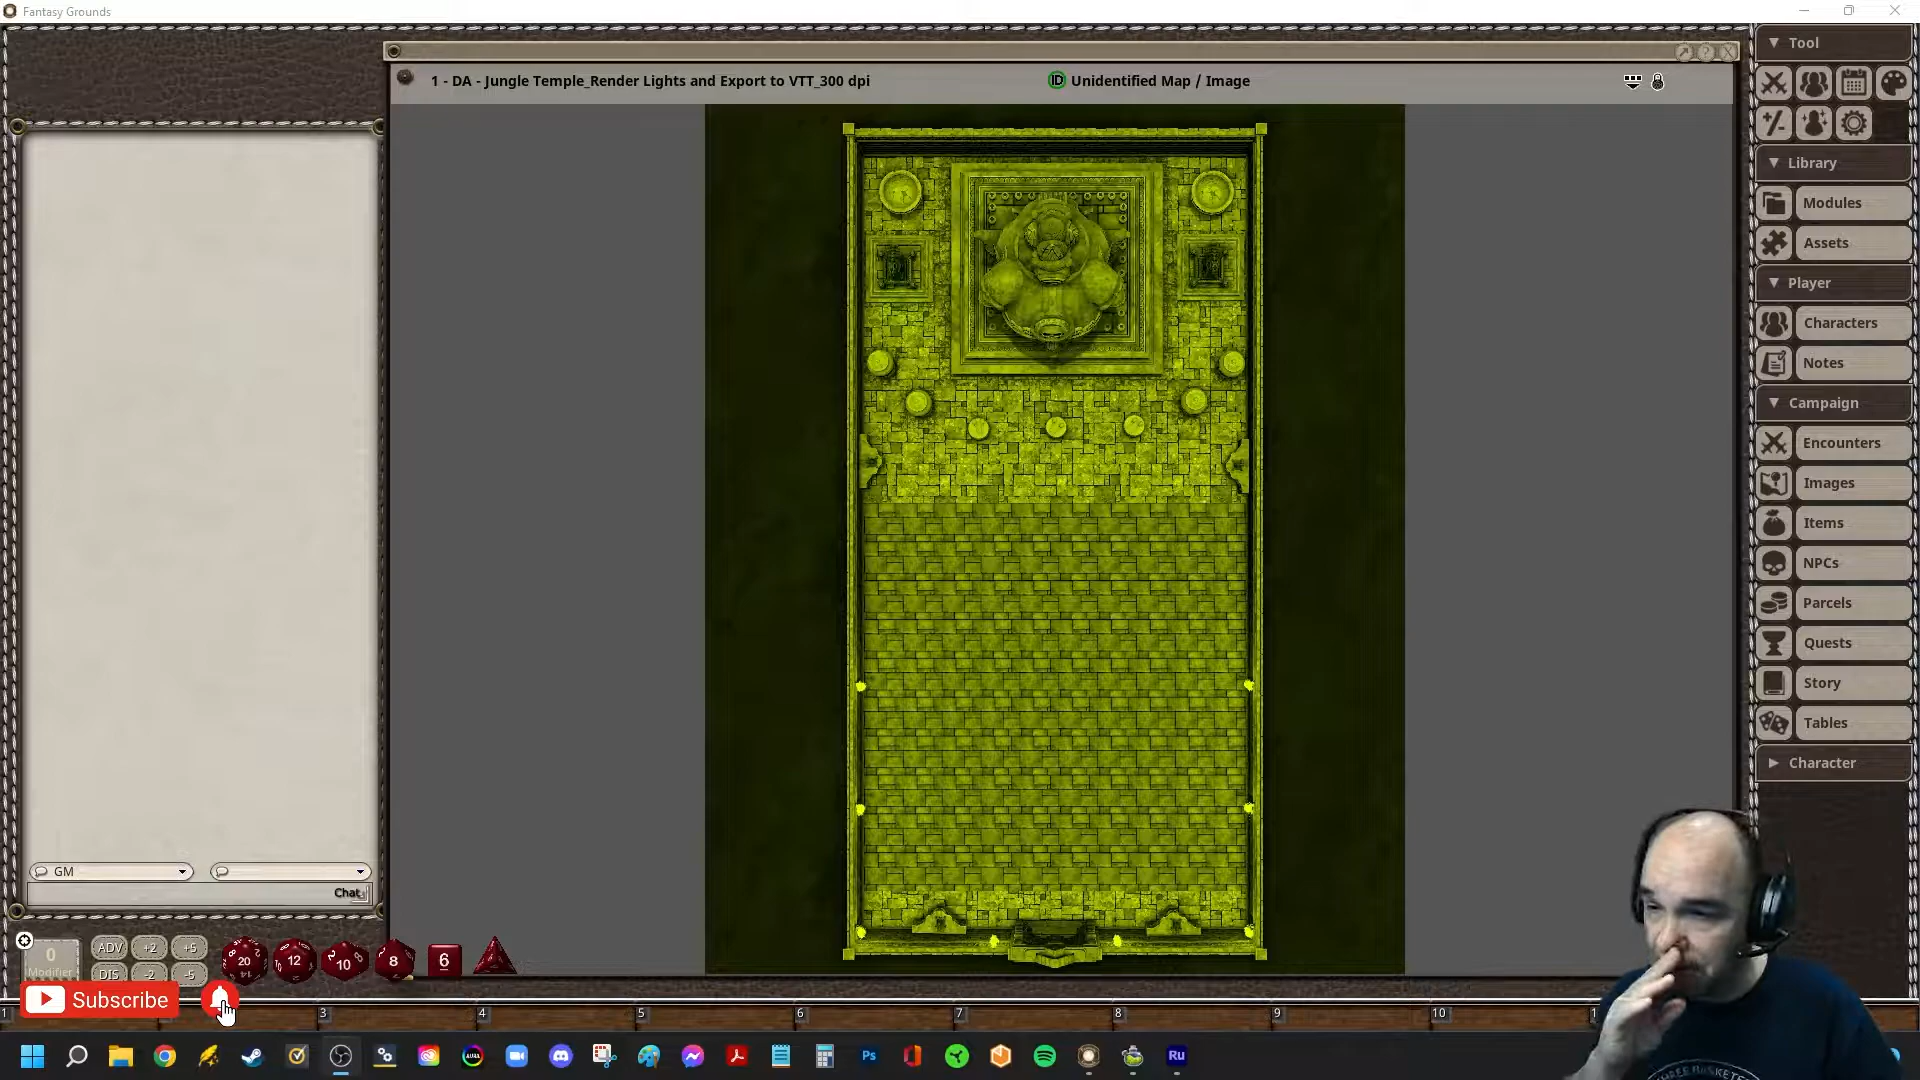 Fantasy Grounds
1 - DA - Jungle Temple_Render Lights and Export to VTT_300 dpi
ID Unidentified Map / Image
Tool
Library
Modules
Assets
Player
Characters
Notes
Campaign
Encounters
Images
Items
NPCs
Parcels
Quests
Story
Tables
Character
GM
Chat
0
Modifier
ADV +2 +5
DIS -2 -5
20 12 10 8 6
Subscribe
1 3 4 5 6 7 8 9 10
AURA Ps Ru